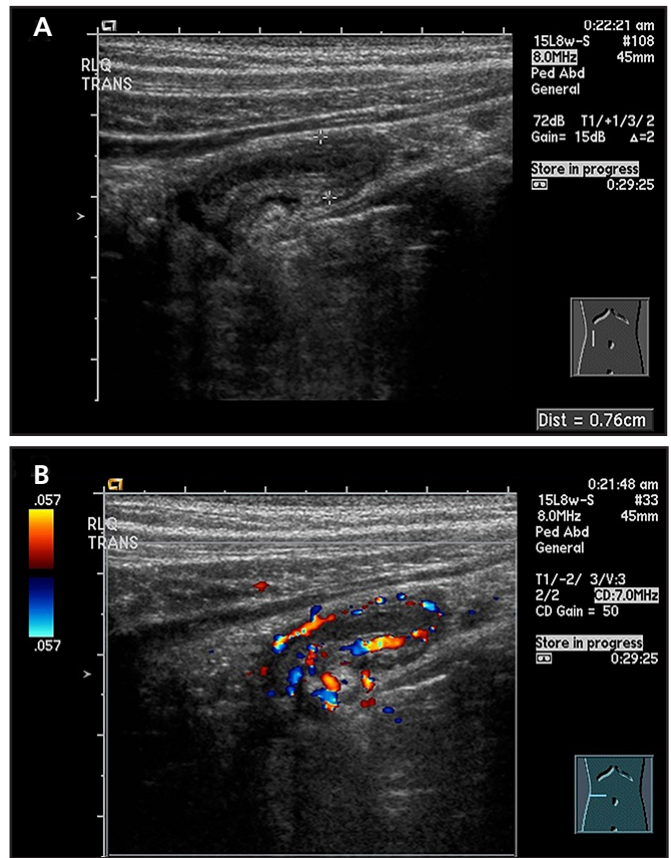 A
0:22:21 am
15L8w-S #108
8.0MHz 45mm
Ped Abd
General
RLQ
TRANS
72dB T1/+1/3/ 2
Gain= 15dB Δ=2
Store in progress
0:29:25
Dist = 0.76cm
B
0:21:48 am
.057
15L8w-S #33
8.0MHz 45mm
Ped Abd
General
RLQ
TRANS
T1/-2/ 3/V:3
2/2 CD:7.0MHz
CD Gain = 50
.057
Store in progress
0:29:25